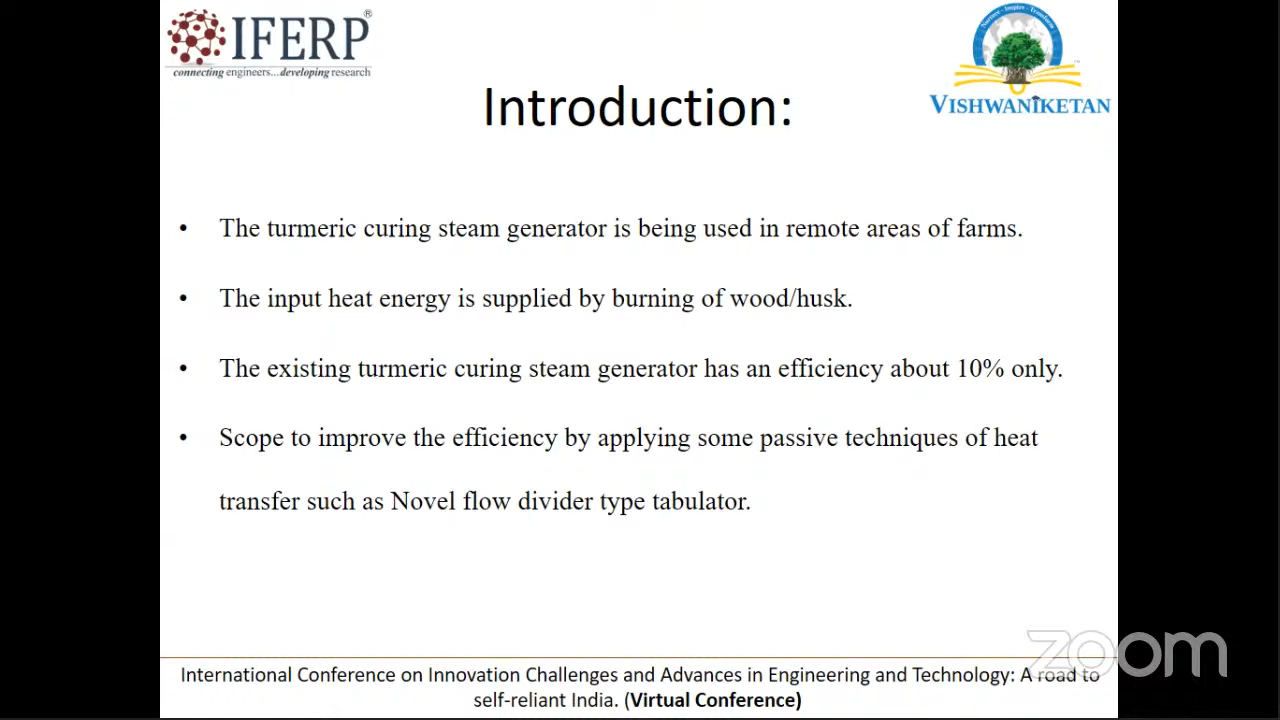 IFERP®
connecting engineers...developing research
Nurture - Inspire - Transform
VISHWANIKETAN
Introduction:
• The turmeric curing steam generator is being used in remote areas of farms.
• The input heat energy is supplied by burning of wood/husk.
• The existing turmeric curing steam generator has an efficiency about 10% only.
• Scope to improve the efficiency by applying some passive techniques of heat
transfer such as Novel flow divider type tabulator.
zoom
International Conference on Innovation Challenges and Advances in Engineering and Technology: A road to
self-reliant India. (Virtual Conference)